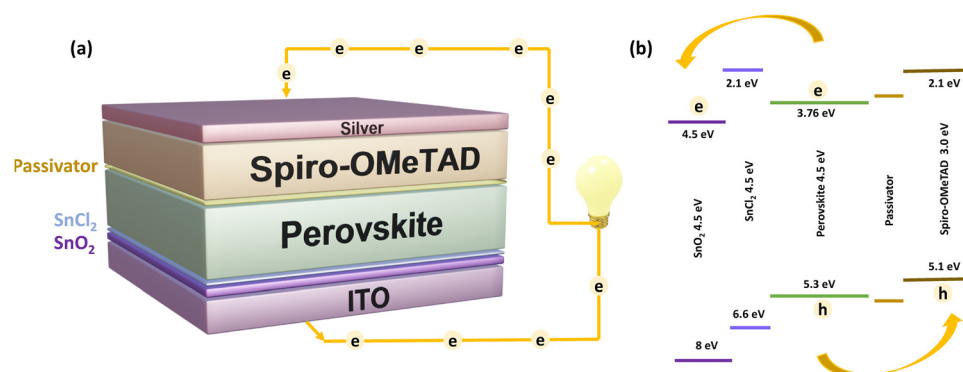 (a)
e
e
e
e
e
Silver
Passivator
Spiro-OMeTAD
e
SnCl₂
Perovskite
e
SnO₂
ITO
e
e
e
e
(b)
2.1 eV
2.1 eV
e
e
3.76 eV
4.5 eV
SnO₂ 4.5 eV
SnCl₂ 4.5 eV
Perovskite 4.5 eV
Passivator
Spiro-OMeTAD 3.0 eV
5.1 eV
5.3 eV
h
h
6.6 eV
8 eV